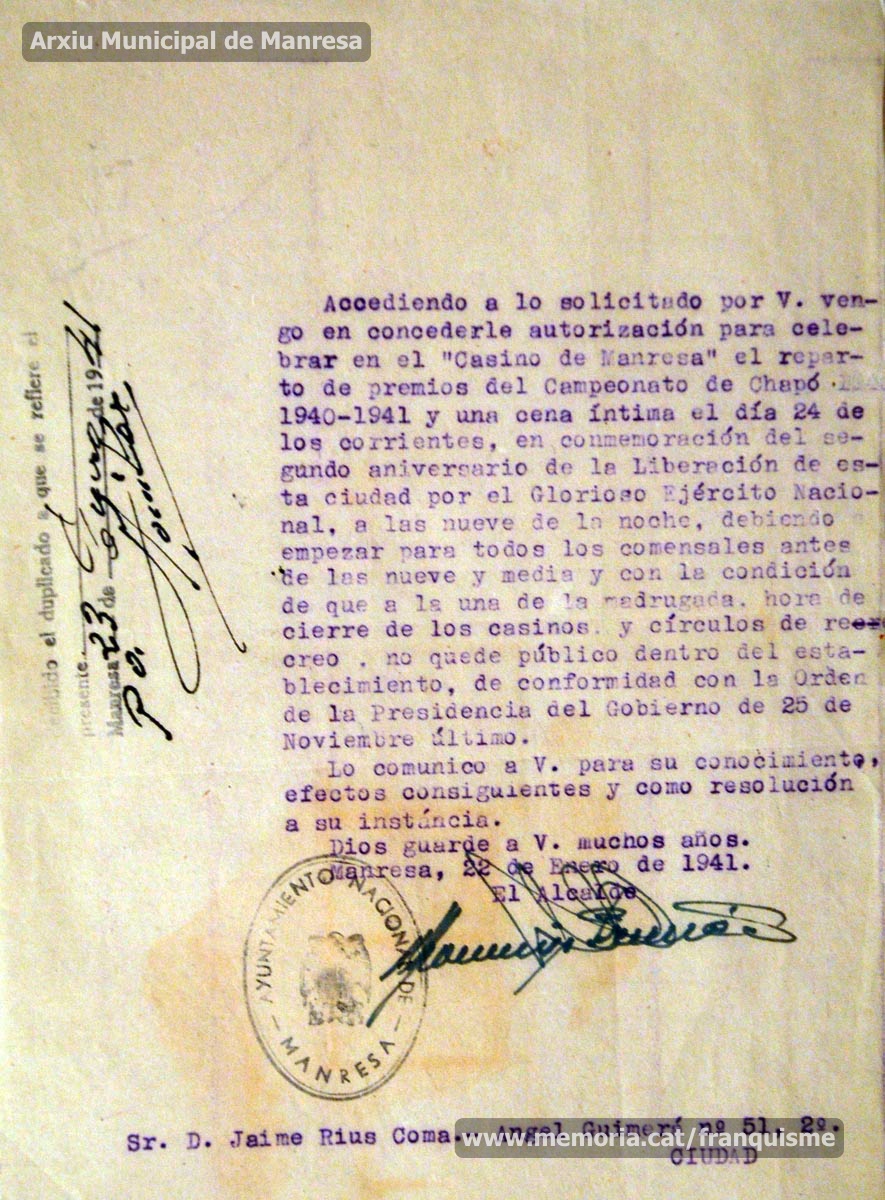 Arxiu Municipal de Manresa
Accediendo a lo solicitado por V. ven-
go en concederle autorización para cele-
brar en el "Casino de Manresa" el repar-
to de premios del Campeonato de Chapó
1940-1941 y una cena íntima el día 24 de
los corrientes, en conmemoración del se-
gundo aniversario de la Liberación de es-
ta ciudad por el Glorioso Ejército Nacio-
nal, a las nueve de la noche, debiendo
empezar para todos los comensales antes
de las nueve y media y con la condición
de que a la una de la madrugada, hora de
cierre de los casinos, y círculos de re
creo , no quede público dentro del esta-
blecimiento, de conformidad con la Orden
de la Presidencia del Gobierno de 25 de
Noviembre último.
Lo comunico a V. para su conocimiento,
efectos consiguientes y como resolución
a su instáncia.
Dios guarde a V. muchos años.
Manresa, 22 de Enero de 1941.
El Alcalde
AYUNTAMIENTO NACIONAL DE
MANRESA
Sr. D. Jaime Rius Coma. Angel Guimerá nº 51. 2º.
CIUDAD
www.memoria.cat/franquisme
el duplicado a que se refiere el
presente.
Manresa 23 de de 1941
P.O.